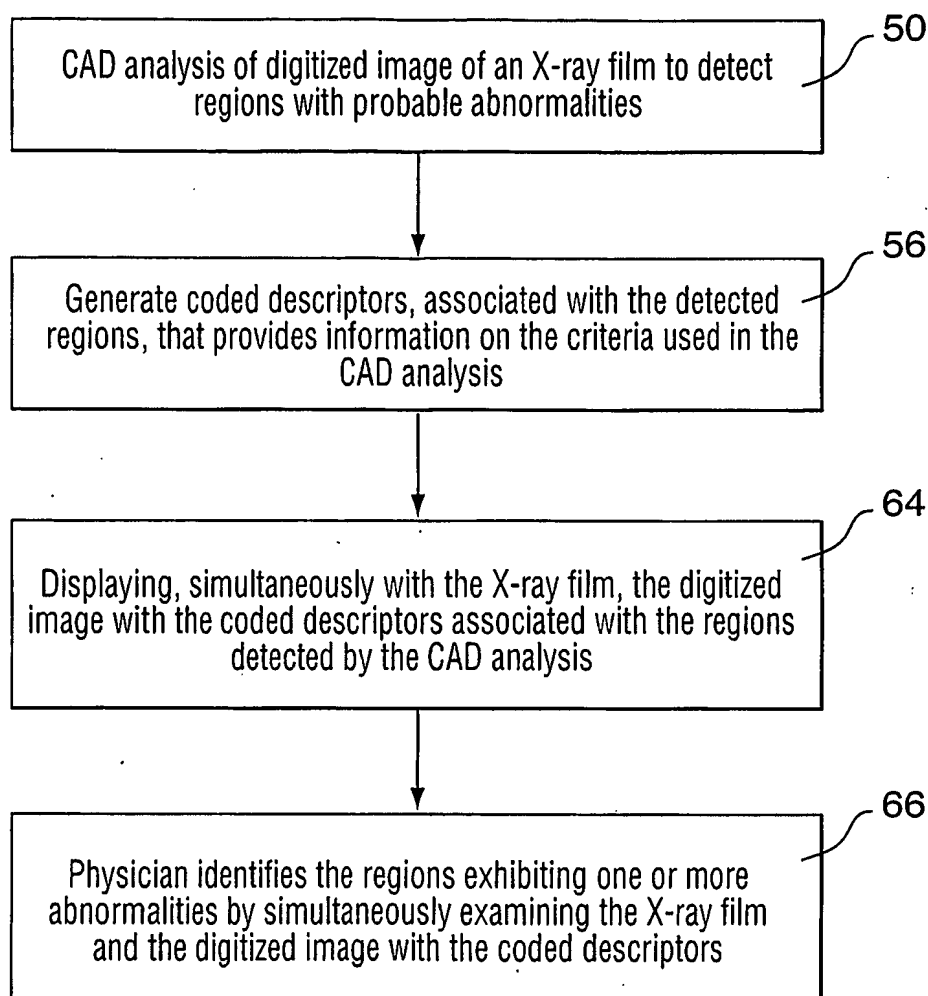 50
CAD analysis of digitized image of an X-ray film to detect
regions with probable abnormalities
56
Generate coded descriptors, associated with the detected
regions, that provides information on the criteria used in the
CAD analysis
64
Displaying, simultaneously with the X-ray film, the digitized
image with the coded descriptors associated with the regions
detected by the CAD analysis
66
Physician identifies the regions exhibiting one or more
abnormalities by simultaneously examining the X-ray film
and the digitized image with the coded descriptors